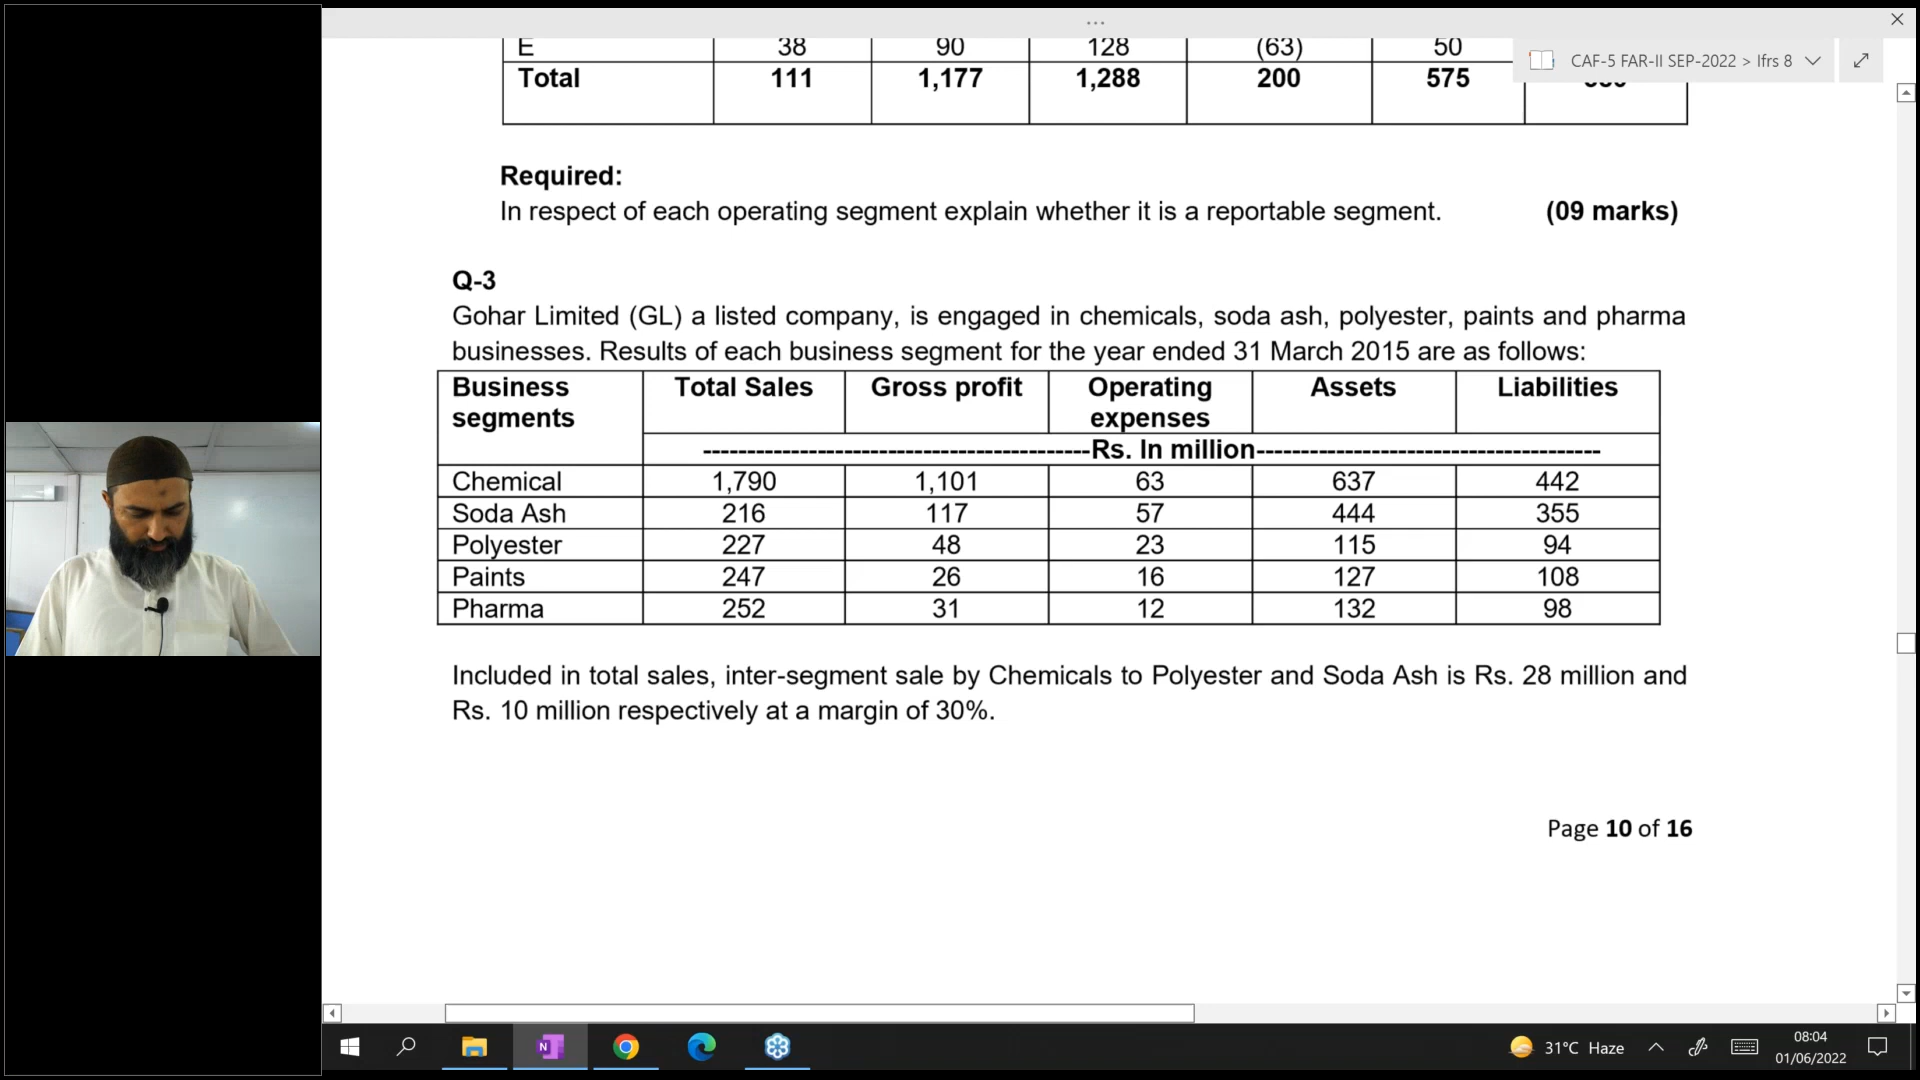 E 38 90 128 (63) 50
CAF-5 FAR-II SEP-2022 > Ifrs 8
Total 111 1,177 1,288 200 575
Required:
In respect of each operating segment explain whether it is a reportable segment. (09 marks)
Q-3
Gohar Limited (GL) a listed company, is engaged in chemicals, soda ash, polyester, paints and pharma
businesses. Results of each business segment for the year ended 31 March 2015 are as follows:
Business segments Total Sales Gross profit Operating expenses Assets Liabilities
------------------------------------------Rs. In million--------------------------------------
Chemical 1,790 1,101 63 637 442
Soda Ash 216 117 57 444 355
Polyester 227 48 23 115 94
Paints 247 26 16 127 108
Pharma 252 31 12 132 98
Included in total sales, inter-segment sale by Chemicals to Polyester and Soda Ash is Rs. 28 million and
Rs. 10 million respectively at a margin of 30%.
Page 10 of 16
N
31°C Haze
08:04
01/06/2022